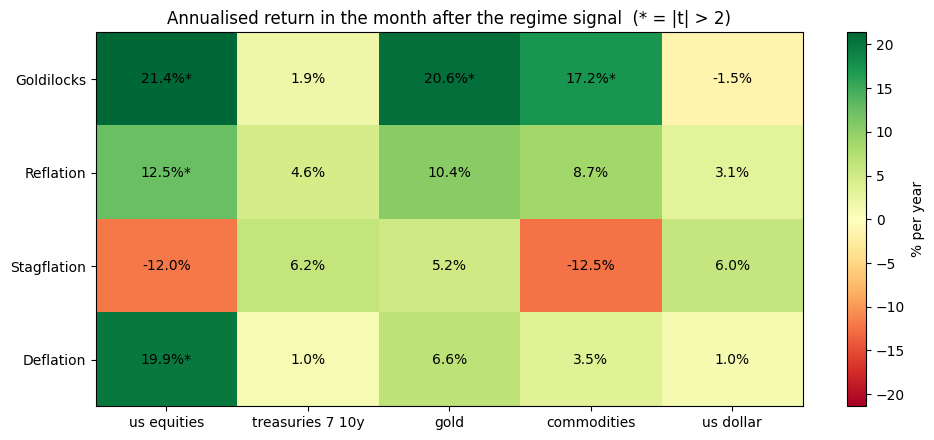 Annualised return in the month after the regime signal  (* = |t| > 2)
Goldilocks 21.4%* 1.9% 20.6%* 17.2%* -1.5%
Reflation 12.5%* 4.6% 10.4% 8.7% 3.1%
Stagflation -12.0% 6.2% 5.2% -12.5% 6.0%
Deflation 19.9%* 1.0% 6.6% 3.5% 1.0%
us equities treasuries 7 10y gold commodities us dollar
20
15
10
5
0
−5
−10
−15
−20
% per year